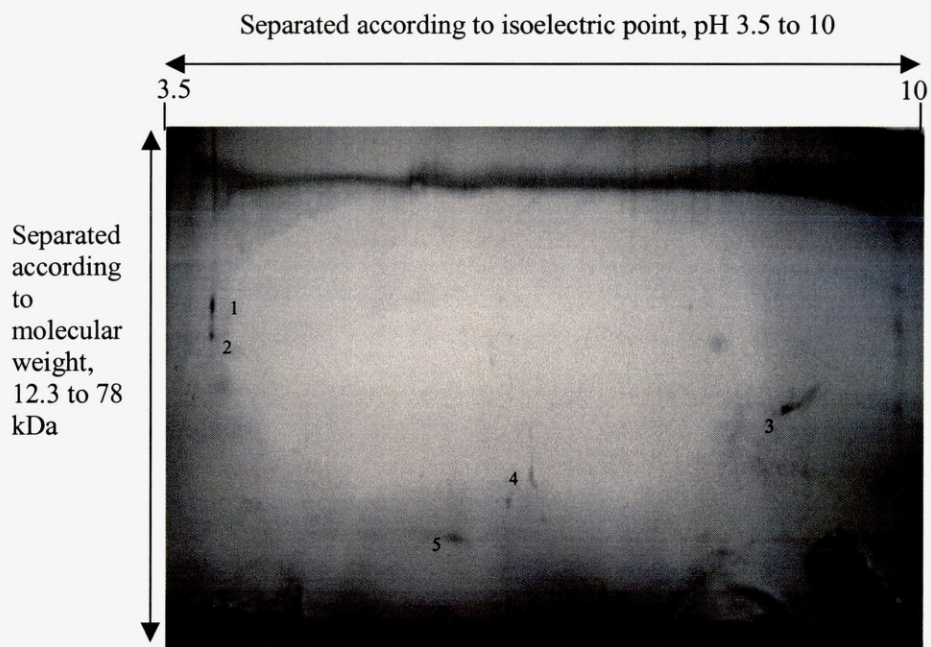 Separated according to isoelectric point, pH 3.5 to 10
3.5
10
Separated
according
to
molecular
weight,
12.3 to 78
kDa
1
2
3
4
5